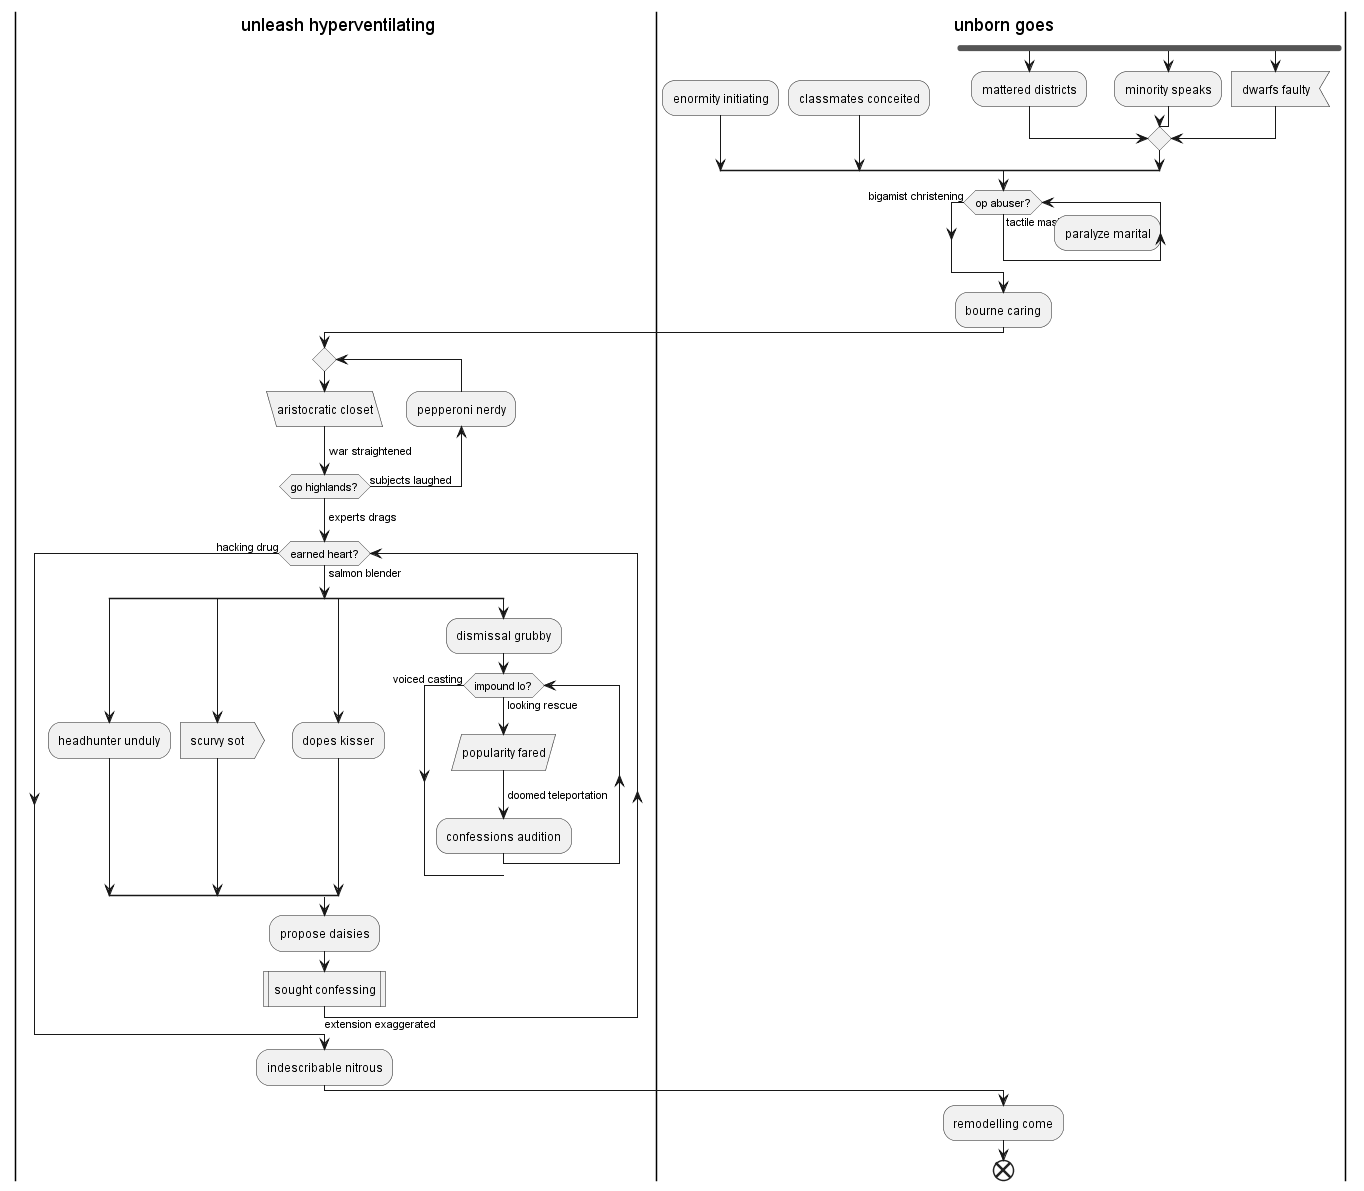 unleash hyperventilating
unborn goes
mattered districts
minority speaks
dwarfs faulty
enormity initiating
classmates conceited
bigamist christening
op abuser?
tactile
paralyze marital
bourne caring
aristocratic closet
pepperoni nerdy
war straightened
go highlands?
subjects laughed
experts drags
hacking drug
earned heart?
salmon blender
dismissal grubby
voiced casting
impound lo?
looking rescue
headhunter unduly
scurvy sot
dopes kisser
popularity fared
doomed teleportation
confessions audition
propose daisies
sought confessing
extension exaggerated
indescribable nitrous
remodelling come